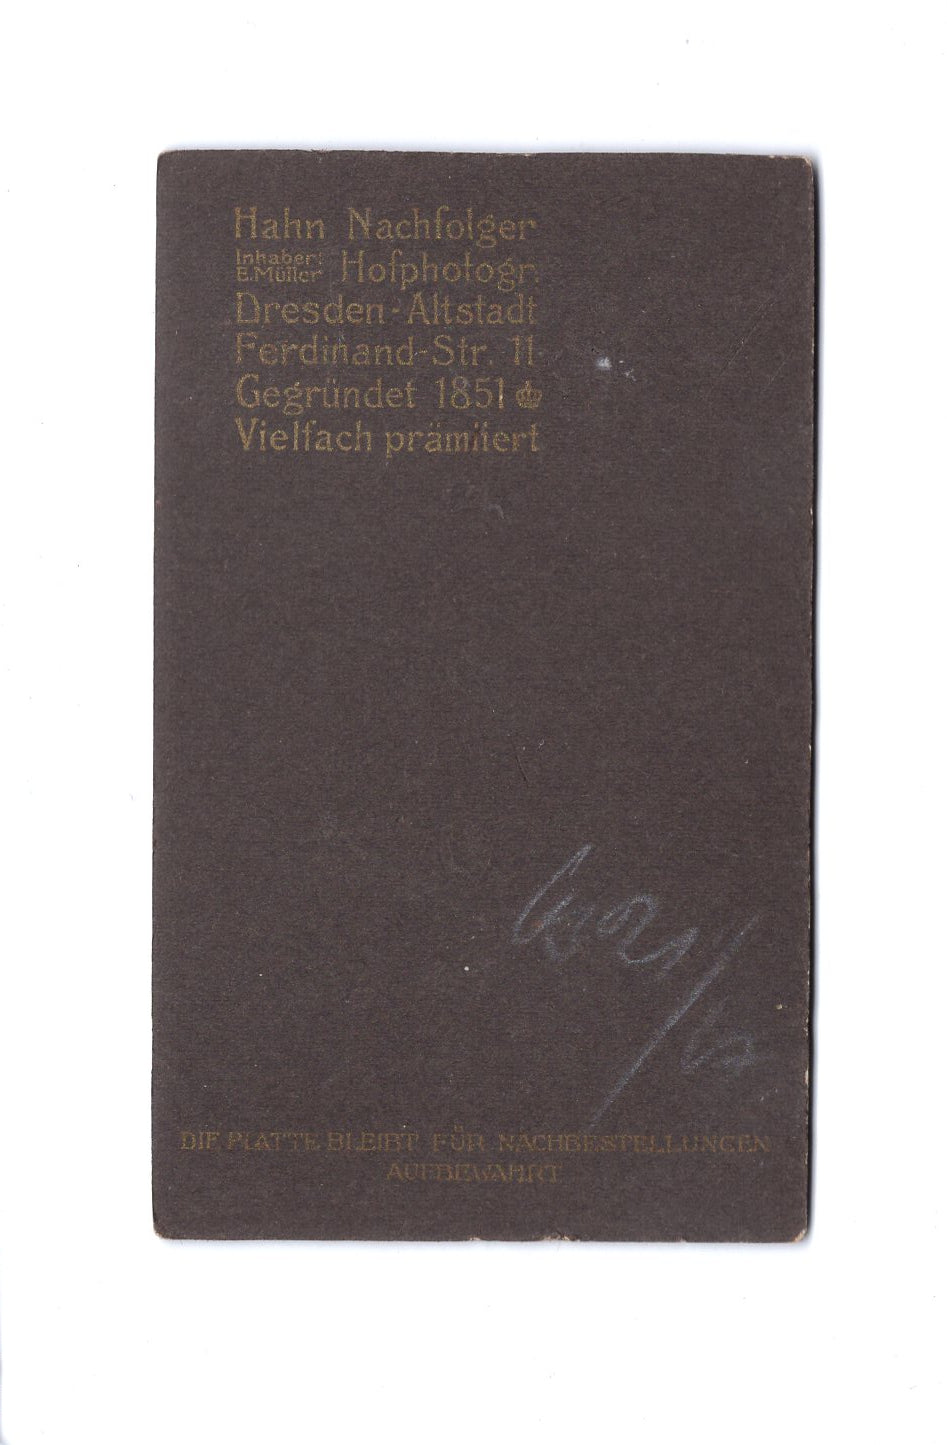 Hahn Nachfolger
Inhaber: E. Müller Hofphotogr.
Dresden-Altstadt
Ferdinand-Str. 11
Gegründet 1851
Vielfach prämiiert
DIE PLATTE BLEIBT FÜR NACHBESTELLUNGEN
AUFBEWAHRT